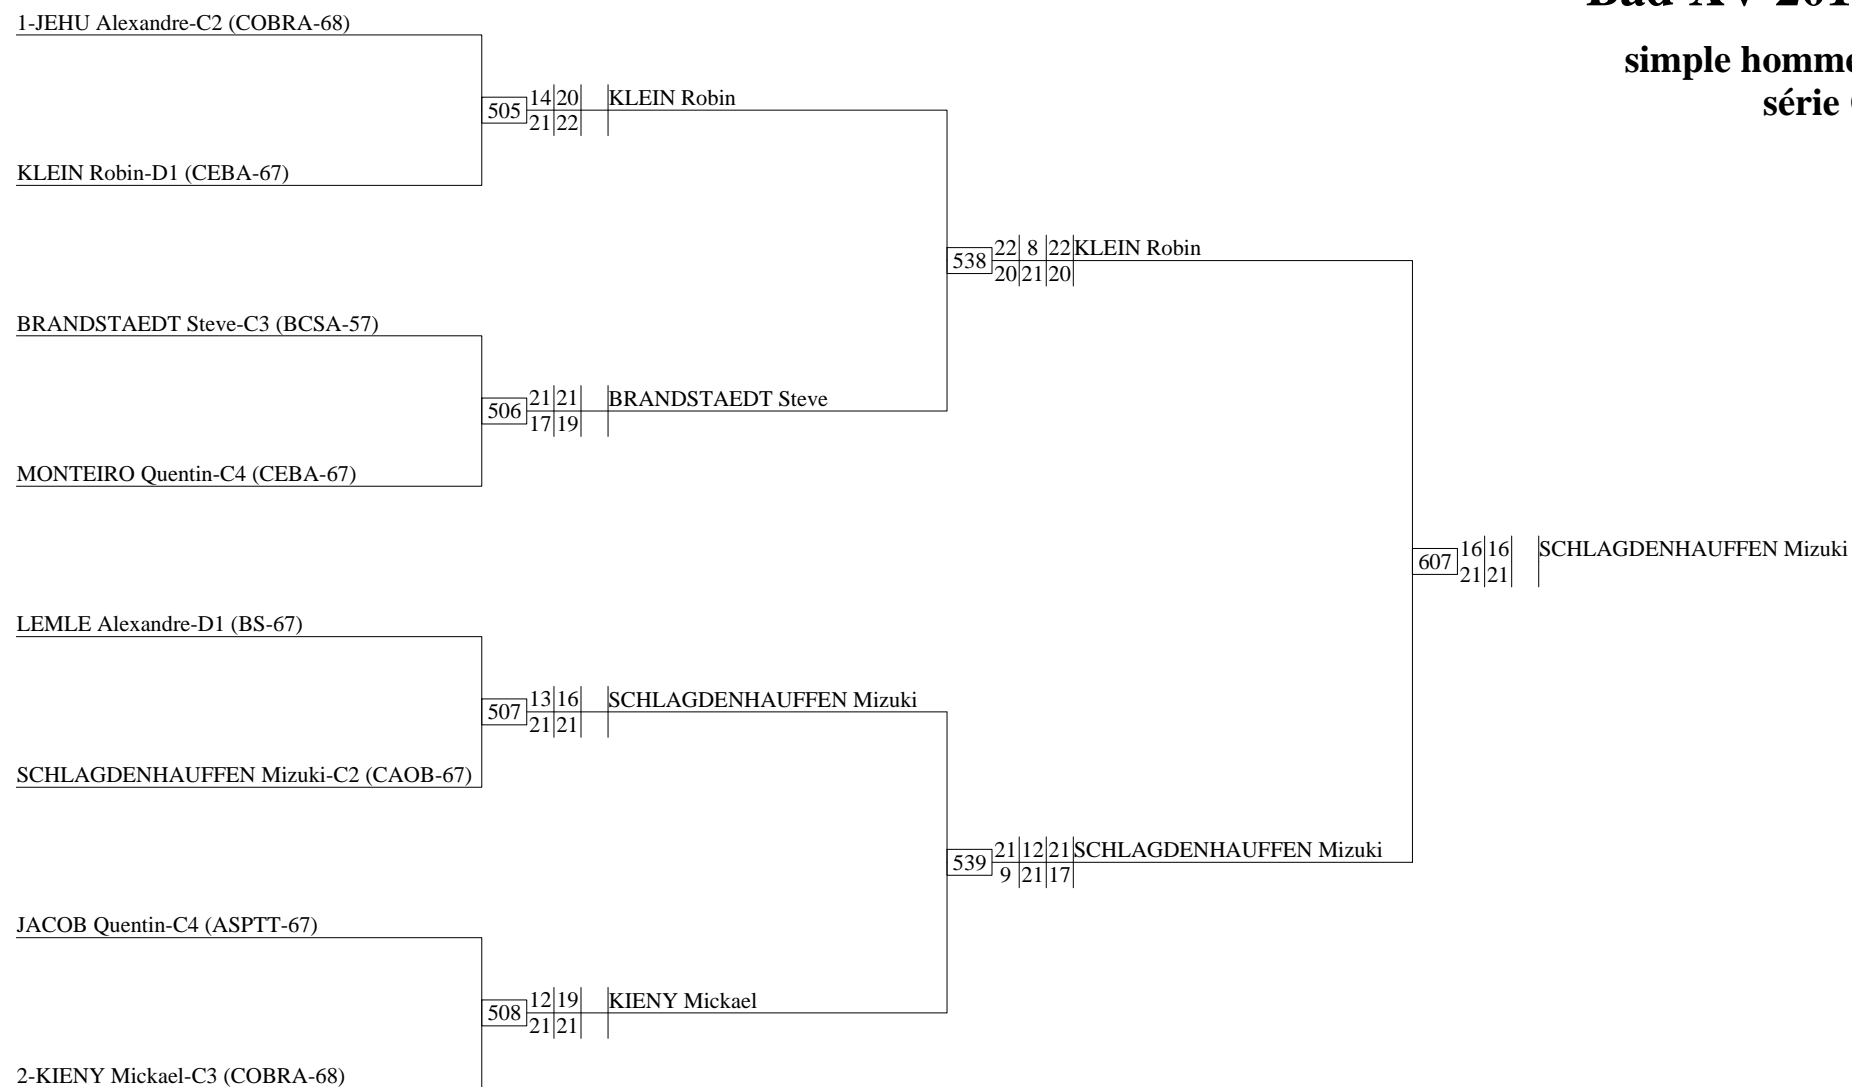 Bad XV 201
simple homme
série
1-JEHU Alexandre-C2 (COBRA-68)
505
14 20
21 22
KLEIN Robin
KLEIN Robin-D1 (CEBA-67)
538
22 8 22
20 21 20
KLEIN Robin
BRANDSTAEDT Steve-C3 (BCSA-57)
506
21 21
17 19
BRANDSTAEDT Steve
MONTEIRO Quentin-C4 (CEBA-67)
607
16 16
21 21
SCHLAGDENHAUFFEN Mizuki
LEMLE Alexandre-D1 (BS-67)
507
13 16
21 21
SCHLAGDENHAUFFEN Mizuki
SCHLAGDENHAUFFEN Mizuki-C2 (CAOB-67)
539
21 12 21
9 21 17
SCHLAGDENHAUFFEN Mizuki
JACOB Quentin-C4 (ASPTT-67)
508
12 19
21 21
KIENY Mickael
2-KIENY Mickael-C3 (COBRA-68)